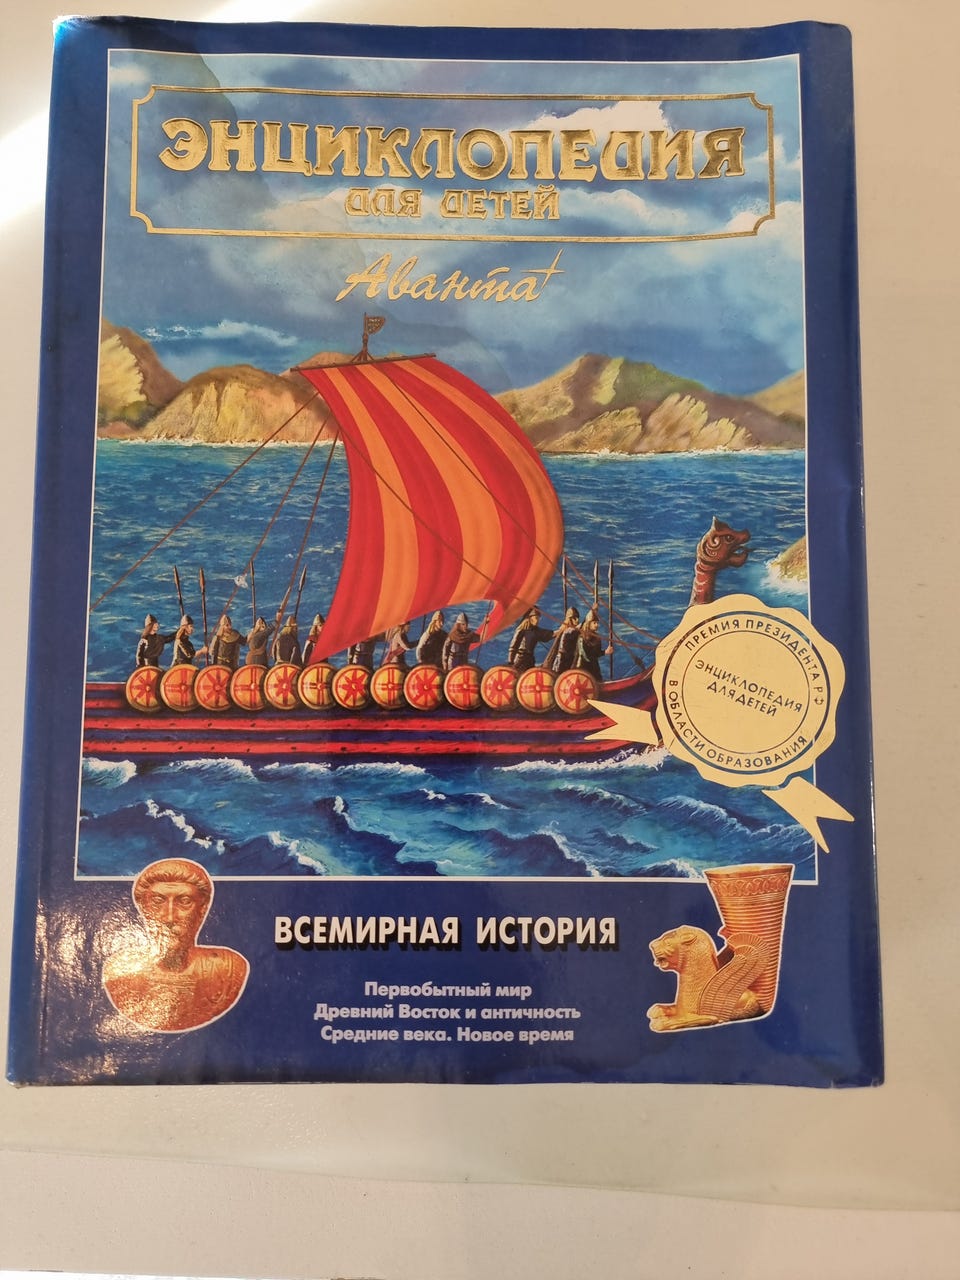 ЭНЦИКЛОПЕДИЯ
ДЛЯ ДЕТЕЙ
Аванта+
ПРЕМИЯ ПРЕЗИДЕНТА РФ
ЭНЦИКЛОПЕДИЯ
ДЛЯ ДЕТЕЙ
В ОБЛАСТИ ОБРАЗОВАНИЯ
ВСЕМИРНАЯ ИСТОРИЯ
Первобытный мир
Древний Восток и античность
Средние века. Новое время